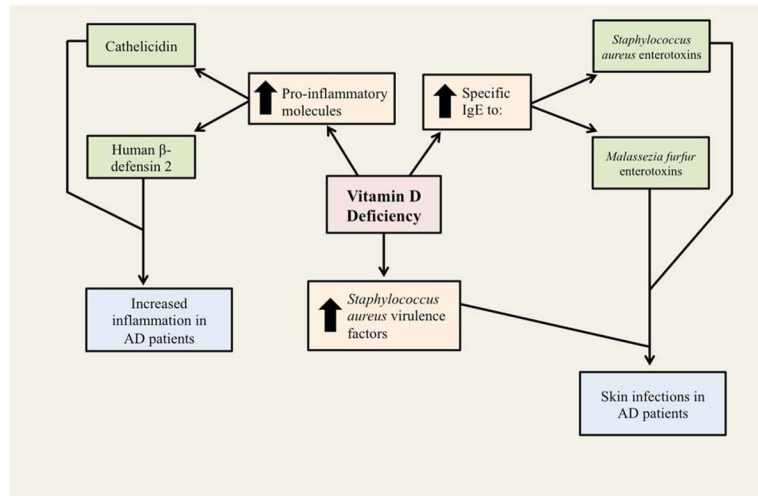 Cathelicidin
Pro-inflammatory
molecules
Specific
IgE to:
Staphylococcus
aureus enterotoxins
Human β-
defensin 2
Malassezia furfur
enterotoxins
Vitamin D
Deficiency
Increased
inflammation in
AD patients
Staphylococcus
aureus virulence
factors
Skin infections in
AD patients